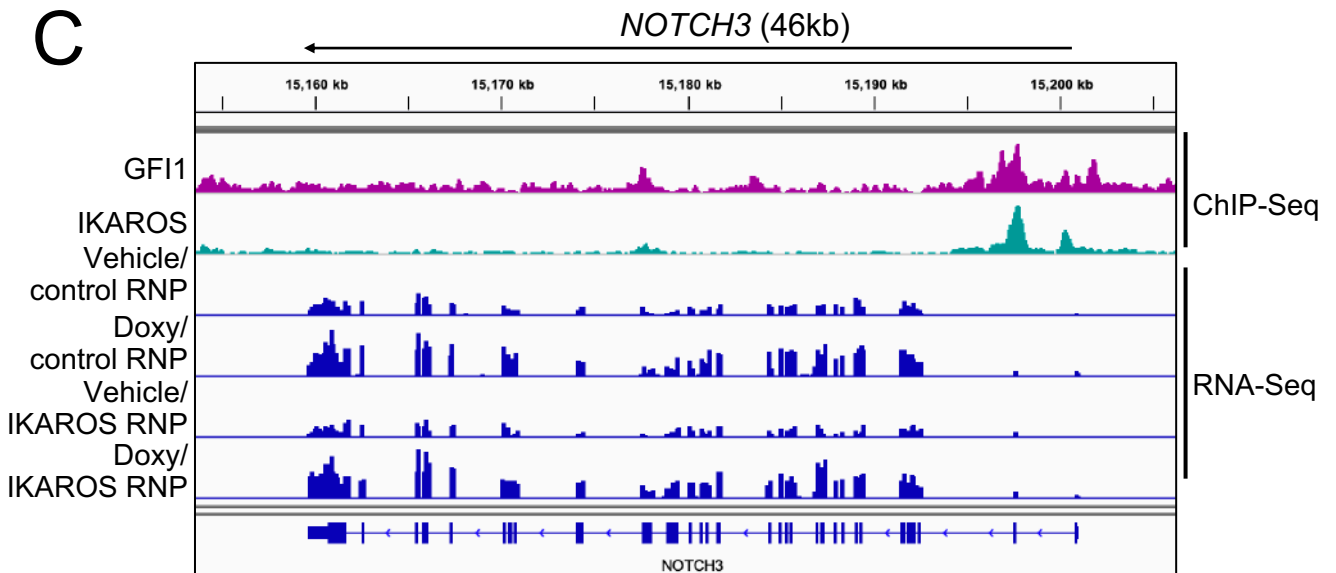 C
NOTCH3 (46kb)
15,160 kb 15,170 kb 15,180 kb 15,190 kb 15,200 kb
GFI1
IKAROS
ChIP-Seq
Vehicle/
control RNP
Doxy/
control RNP
Vehicle/
IKAROS RNP
Doxy/
IKAROS RNP
RNA-Seq
NOTCH3